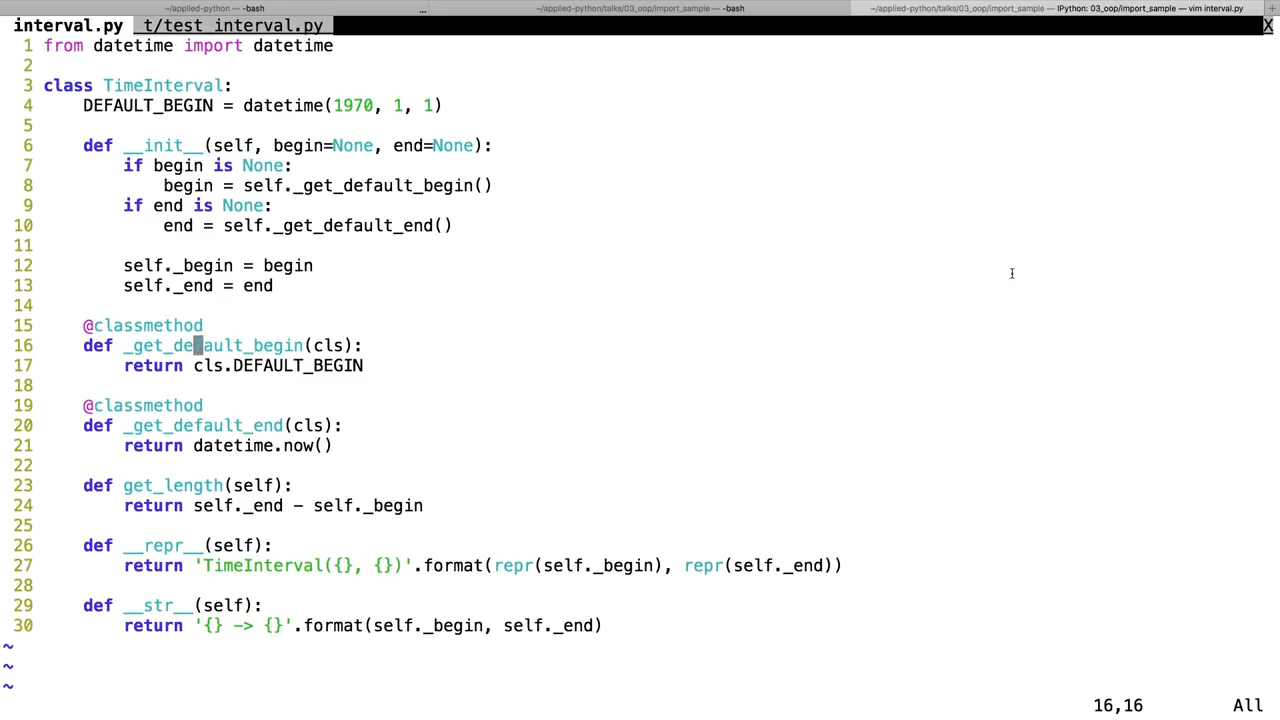 ~/applied-python — -bash
... ~/applied-python/talks/03_oop/import_sample — -bash
~/applied-python/talks/03_oop/import_sample — IPython: 03_oop/import_sample — vim interval.py +
interval.py t/test_interval.py X
1 from datetime import datetime
2
3 class TimeInterval:
4     DEFAULT_BEGIN = datetime(1970, 1, 1)
5
6     def __init__(self, begin=None, end=None):
7         if begin is None:
8             begin = self._get_default_begin()
9         if end is None:
10             end = self._get_default_end()
11
12         self._begin = begin
13         self._end = end
14
15     @classmethod
16     def _get_default_begin(cls):
17         return cls.DEFAULT_BEGIN
18
19     @classmethod
20     def _get_default_end(cls):
21         return datetime.now()
22
23     def get_length(self):
24         return self._end - self._begin
25
26     def __repr__(self):
27         return 'TimeInterval({}, {})'.format(repr(self._begin), repr(self._end))
28
29     def __str__(self):
30         return '{} -> {}'.format(self._begin, self._end)
~
~
~
16,16 All